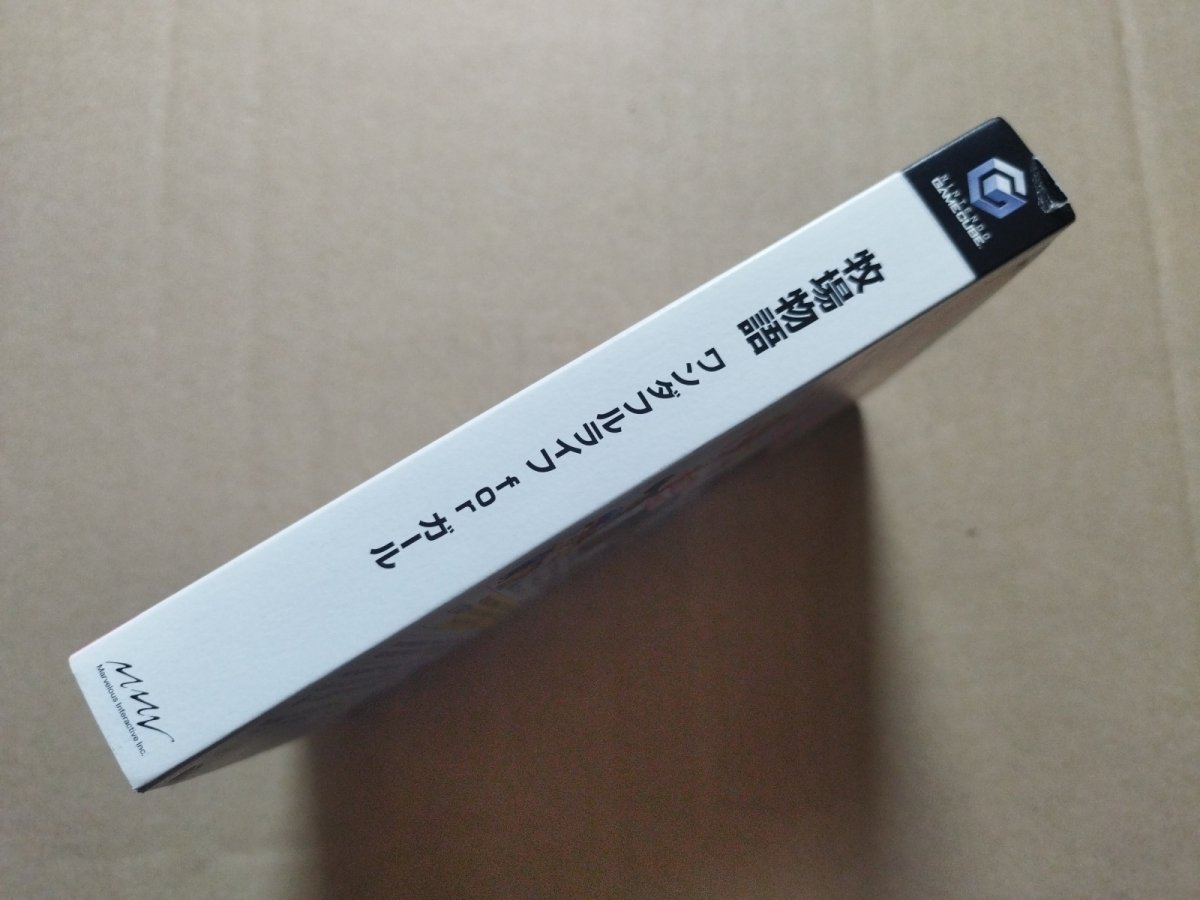 NINTENDO
GAMECUBE
牧場物語 ワンダフルライフ for ガール
Marvelous Interactive Inc.